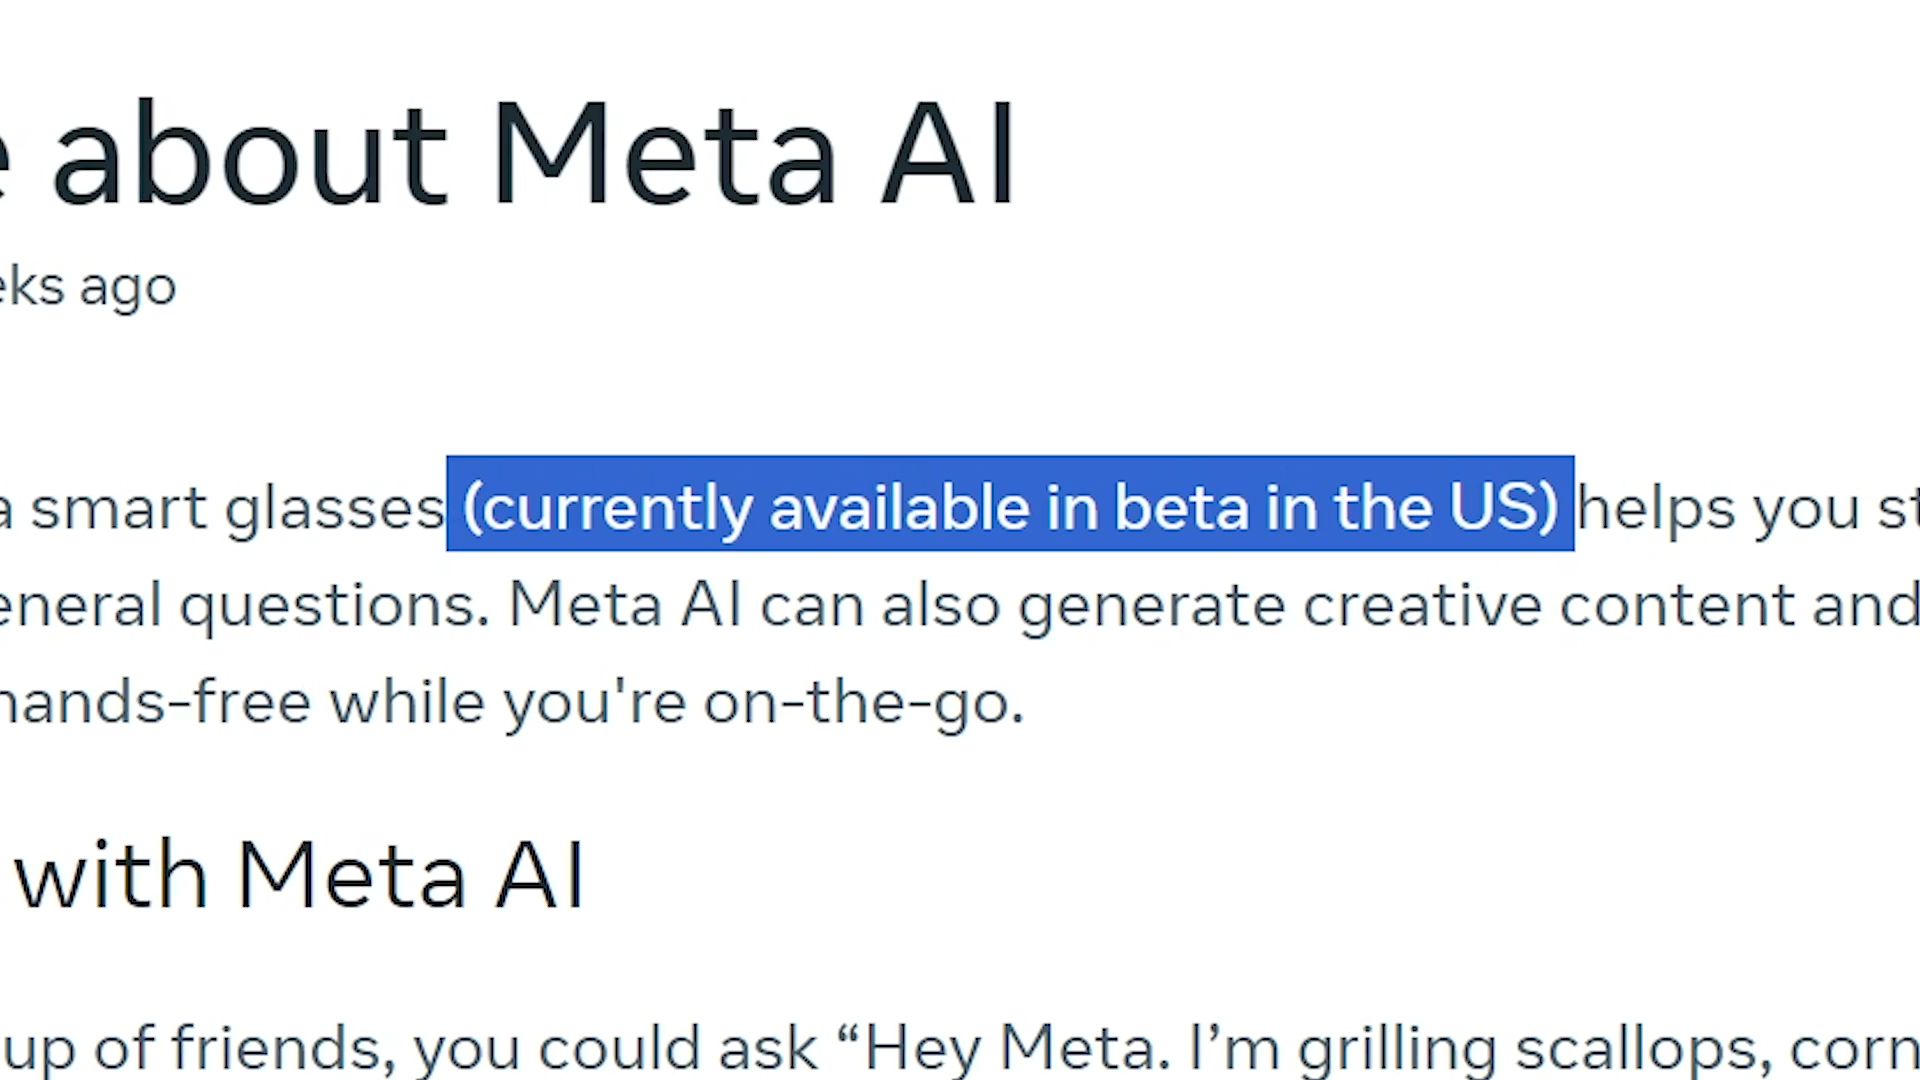 e about Meta AI
eks ago
a smart glasses (currently available in beta in the US) helps you st
eneral questions. Meta AI can also generate creative content and
hands-free while you're on-the-go.
with Meta AI
up of friends, you could ask “Hey Meta. I’m grilling scallops, corn